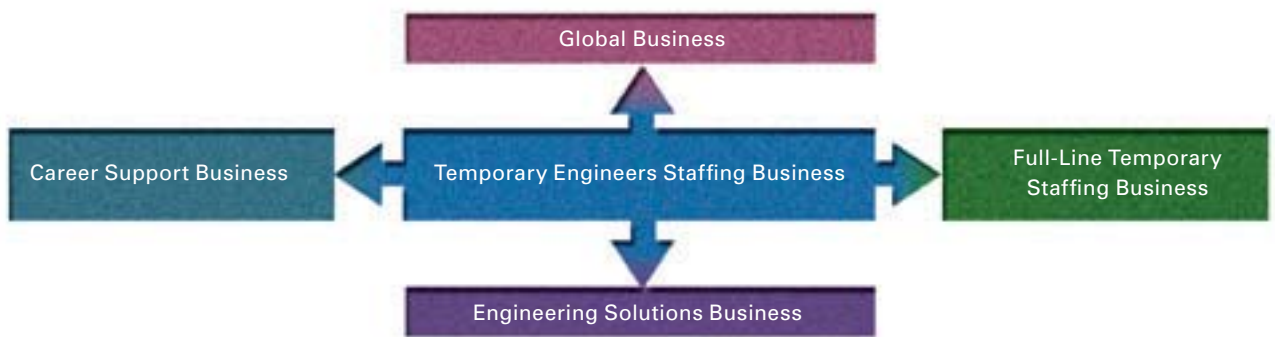 Global Business
Career Support Business
Temporary Engineers Staffing Business
Full-Line Temporary
Staffing Business
Engineering Solutions Business